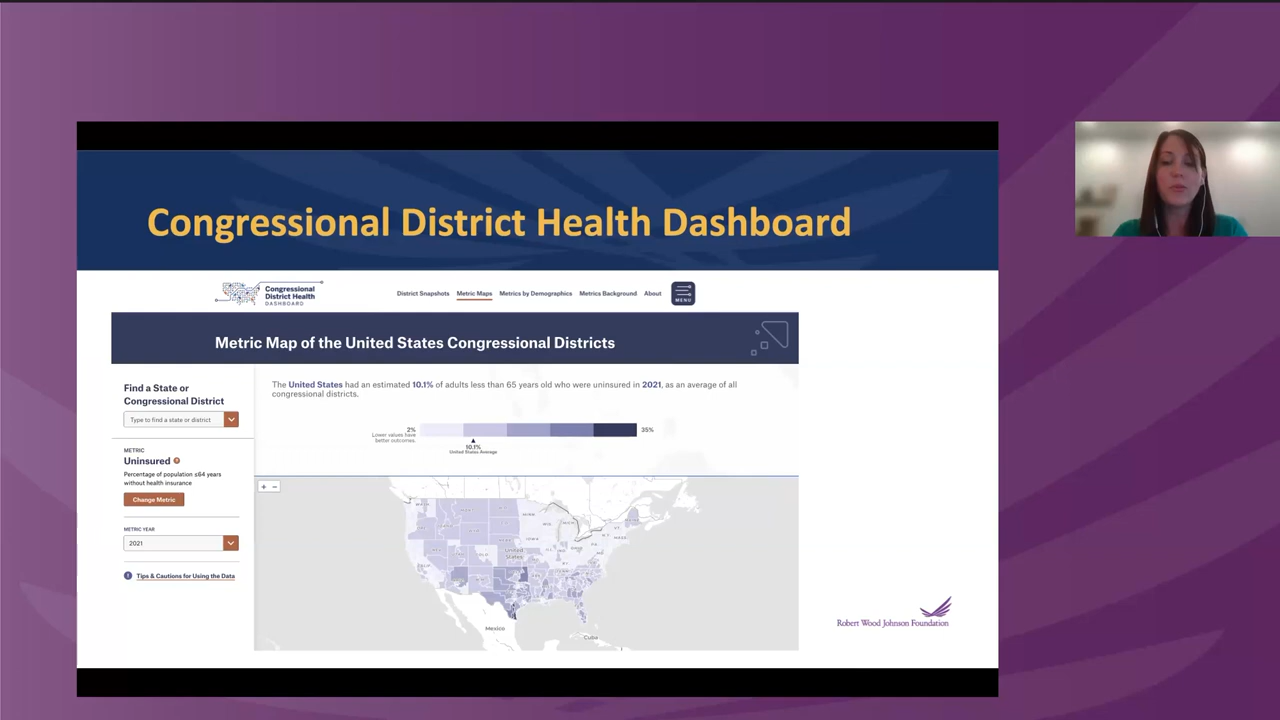 Congressional District Health Dashboard
Congressional
District Health
DASHBOARD
District Snapshots
Metric Maps
Metrics by Demographics
Metrics Background
About
MENU
Metric Map of the United States Congressional Districts
Find a State or
Congressional District
Type to find a state or district
METRIC
Uninsured
Percentage of population ≤64 years
without health insurance
Change Metric
METRIC YEAR
2021
Tips & Cautions for Using the Data
The United States had an estimated 10.1% of adults less than 65 years old who were uninsured in 2021, as an average of all
congressional districts.
2%
Lower values have
better outcomes.
35%
10.1%
United States Average
+ −
United
States
Mexico
Cuba
Robert Wood Johnson Foundation